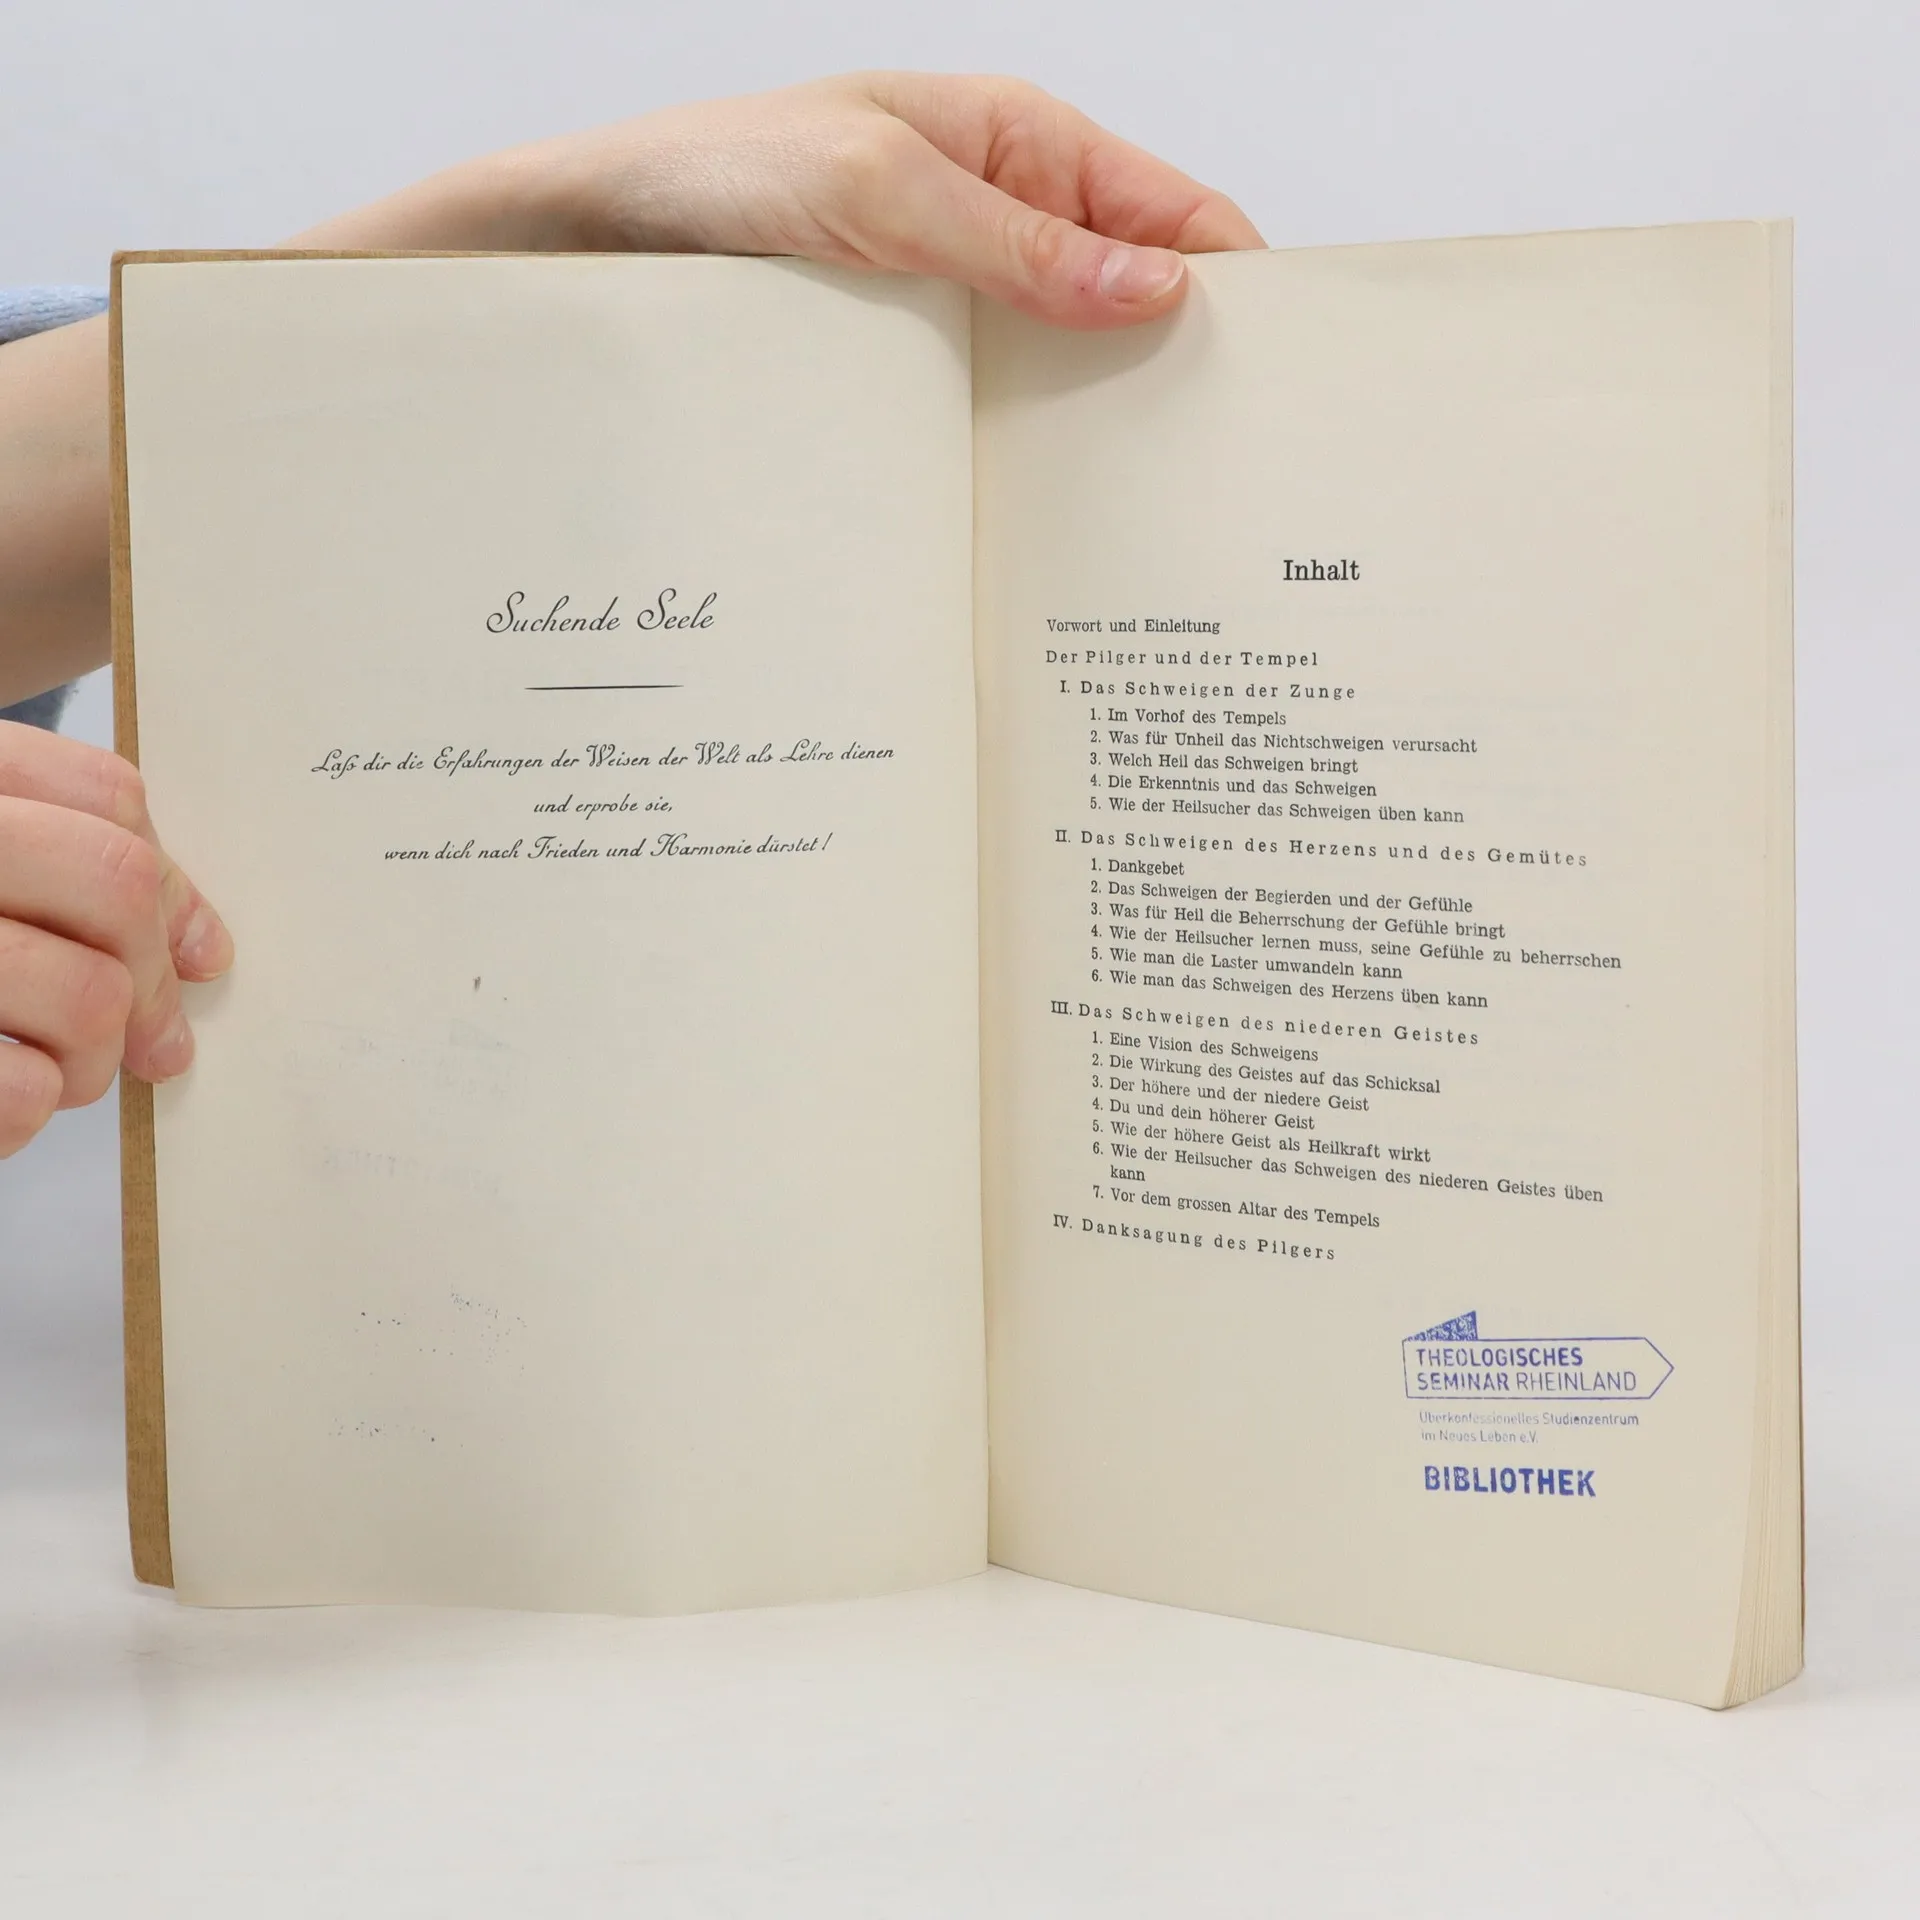 Suchende Seele
Laß dir die Erfahrungen der Weisen der Welt als Lehre dienen
und erprobe sie,
wenn dich nach Frieden und Harmonie dürstet!
Inhalt
Vorwort und Einleitung
Der Pilger und der Tempel
I. Das Schweigen der Zunge
1. Im Vorhof des Tempels
2. Was für Unheil das Nichtschweigen verursacht
3. Welch Heil das Schweigen bringt
4. Die Erkenntnis und das Schweigen
5. Wie der Heilsucher das Schweigen üben kann
II. Das Schweigen des Herzens und des Gemütes
1. Dankgebet
2. Das Schweigen der Begierden und der Gefühle
3. Was für Heil die Beherrschung der Gefühle bringt
4. Wie der Heilsucher lernen muss, seine Gefühle zu beherrschen
5. Wie man die Laster umwandeln kann
6. Wie man das Schweigen des Herzens üben kann
III. Das Schweigen des niederen Geistes
1. Eine Vision des Schweigens
2. Die Wirkung des Geistes auf das Schicksal
3. Der höhere und der niedere Geist
4. Du und dein höherer Geist
5. Wie der höhere Geist als Heilkraft wirkt
6. Wie der Heilsucher das Schweigen des niederen Geistes üben
kann
7. Vor dem grossen Altar des Tempels
IV. Danksagung des Pilgers
THEOLOGISCHES
SEMINAR RHEINLAND
Überkonfessionelles Studienzentrum
im Neues Leben e.V.
BIBLIOTHEK